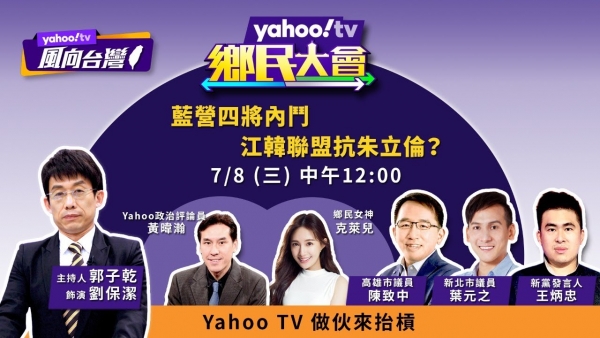 yahoo!tv
風向台灣
yahoo!tv
鄉民大會
藍營四將內鬥
江韓聯盟抗朱立倫?
7/8 (三) 中午12:00
主持人 郭子乾
飾演 劉保潔
Yahoo政治評論員
黃暐瀚
鄉民女神
克萊兒
高雄市議員
陳致中
新北市議員
葉元之
新黨發言人
王炳忠
Yahoo TV 做伙來抬槓